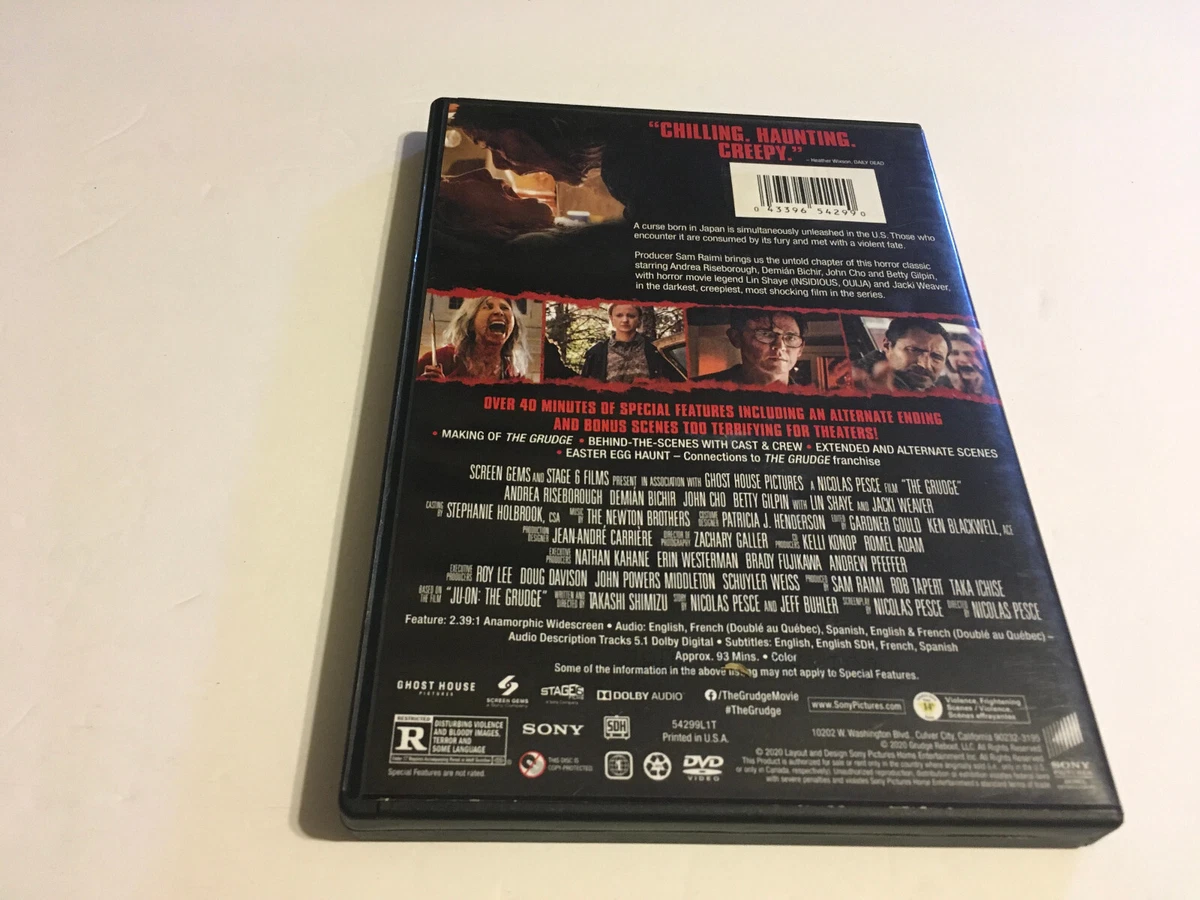 "CHILLING. HAUNTING.
CREEPY."
– Heather Wixson, DAILY DEAD
0 43396 54299 0
A curse born in Japan is simultaneously unleashed in the U.S. Those who
encounter it are consumed by its fury and met with a violent fate.
Producer Sam Raimi brings us the untold chapter of this horror classic
starring Andrea Riseborough, Demián Bichir, John Cho and Betty Gilpin,
with horror movie legend Lin Shaye (INSIDIOUS, OUIJA) and Jacki Weaver,
in the darkest, creepiest, most shocking film in the series.
OVER 40 MINUTES OF SPECIAL FEATURES INCLUDING AN ALTERNATE ENDING
AND BONUS SCENES TOO TERRIFYING FOR THEATERS!
• MAKING OF THE GRUDGE • BEHIND-THE-SCENES WITH CAST & CREW • EXTENDED AND ALTERNATE SCENES
• EASTER EGG HAUNT – Connections to THE GRUDGE franchise
SCREEN GEMS AND STAGE 6 FILMS PRESENT IN ASSOCIATION WITH GHOST HOUSE PICTURES A NICOLAS PESCE FILM "THE GRUDGE"
ANDREA RISEBOROUGH DEMIÁN BICHIR JOHN CHO BETTY GILPIN WITH LIN SHAYE AND JACKI WEAVER
CASTING BY STEPHANIE HOLBROOK, CSA MUSIC BY THE NEWTON BROTHERS COSTUME DESIGNER PATRICIA J. HENDERSON EDITED BY GARDNER GOULD KEN BLACKWELL, ACE
PRODUCTION DESIGNER JEAN-ANDRÉ CARRIÈRE DIRECTOR OF PHOTOGRAPHY ZACHARY GALLER CO-PRODUCERS KELLI KONOP ROMEL ADAM
EXECUTIVE PRODUCERS NATHAN KAHANE ERIN WESTERMAN BRADY FUJIKAWA ANDREW PFEFFER
EXECUTIVE PRODUCERS ROY LEE DOUG DAVISON JOHN POWERS MIDDLETON SCHUYLER WEISS PRODUCED BY SAM RAIMI ROB TAPERT TAKA ICHISE
BASED ON THE FILM "JU-ON: THE GRUDGE" WRITTEN AND DIRECTED BY TAKASHI SHIMIZU STORY BY NICOLAS PESCE AND JEFF BUHLER SCREENPLAY BY NICOLAS PESCE DIRECTED BY NICOLAS PESCE
Feature: 2.39:1 Anamorphic Widescreen • Audio: English, French (Doublé au Québec), Spanish, English & French (Doublé au Québec) –
Audio Description Tracks 5.1 Dolby Digital • Subtitles: English, English SDH, French, Spanish
Approx. 93 Mins. • Color
Some of the information in the above listing may not apply to Special Features.
GHOST HOUSE PICTURES
SCREEN GEMS
STAGE 6
DOLBY AUDIO
/TheGrudgeMovie
#TheGrudge
www.SonyPictures.com
Violence, Frightening
Scenes / Violence,
Scènes effrayantes
RESTRICTED
R
DISTURBING VIOLENCE
AND BLOODY IMAGES,
TERROR AND
SOME LANGUAGE
Special Features are not rated.
SONY
SDH
54299L1T
Printed in U.S.A.
THIS DISC IS
COPY-PROTECTED
1
DVD
VIDEO
10202 W. Washington Blvd., Culver City, California 90232-3195
© 2020 Grudge Reboot, LLC. All Rights Reserved.
© 2020 Layout and Design Sony Pictures Home Entertainment Inc. All Rights Reserved.
SONY